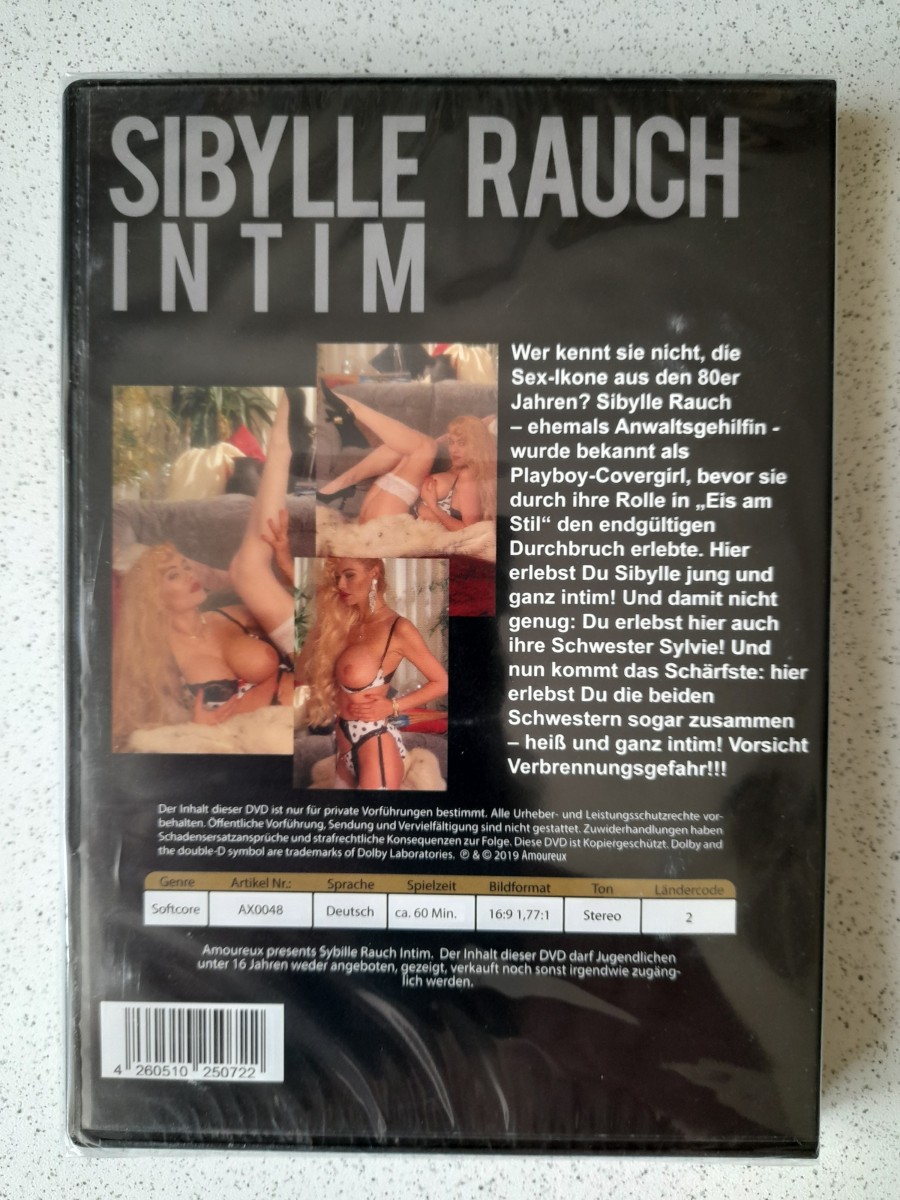 SIBYLLE RAUCH
INTIM
Wer kennt sie nicht, die
Sex-Ikone aus den 80er
Jahren? Sibylle Rauch
– ehemals Anwaltsgehilfin -
wurde bekannt als
Playboy-Covergirl, bevor sie
durch ihre Rolle in „Eis am
Stil“ den endgültigen
Durchbruch erlebte. Hier
erlebst Du Sibylle jung und
ganz intim! Und damit nicht
genug: Du erlebst hier auch
ihre Schwester Sylvie! Und
nun kommt das Schärfste: hier
erlebst Du die beiden
Schwestern sogar zusammen
– heiß und ganz intim! Vorsicht
Verbrennungsgefahr!!!
Der Inhalt dieser DVD ist nur für private Vorführungen bestimmt. Alle Urheber- und Leistungsschutzrechte vor-
behalten. Öffentliche Vorführung, Sendung und Vervielfältigung sind nicht gestattet. Zuwiderhandlungen haben
Schadensersatzansprüche und strafrechtliche Konsequenzen zur Folge. Diese DVD ist Kopiergeschützt. Dolby and
the double-D symbol are trademarks of Dolby Laboratories. ℗ & © 2019 Amoureux
Genre Artikel Nr.: Sprache Spielzeit Bildformat Ton Ländercode
Softcore AX0048 Deutsch ca. 60 Min. 16:9 1,77:1 Stereo 2
Amoureux presents Sybille Rauch Intim. Der Inhalt dieser DVD darf Jugendlichen
unter 16 Jahren weder angeboten, gezeigt, verkauft noch sonst irgendwie zugäng-
lich werden.
4 260510 250722